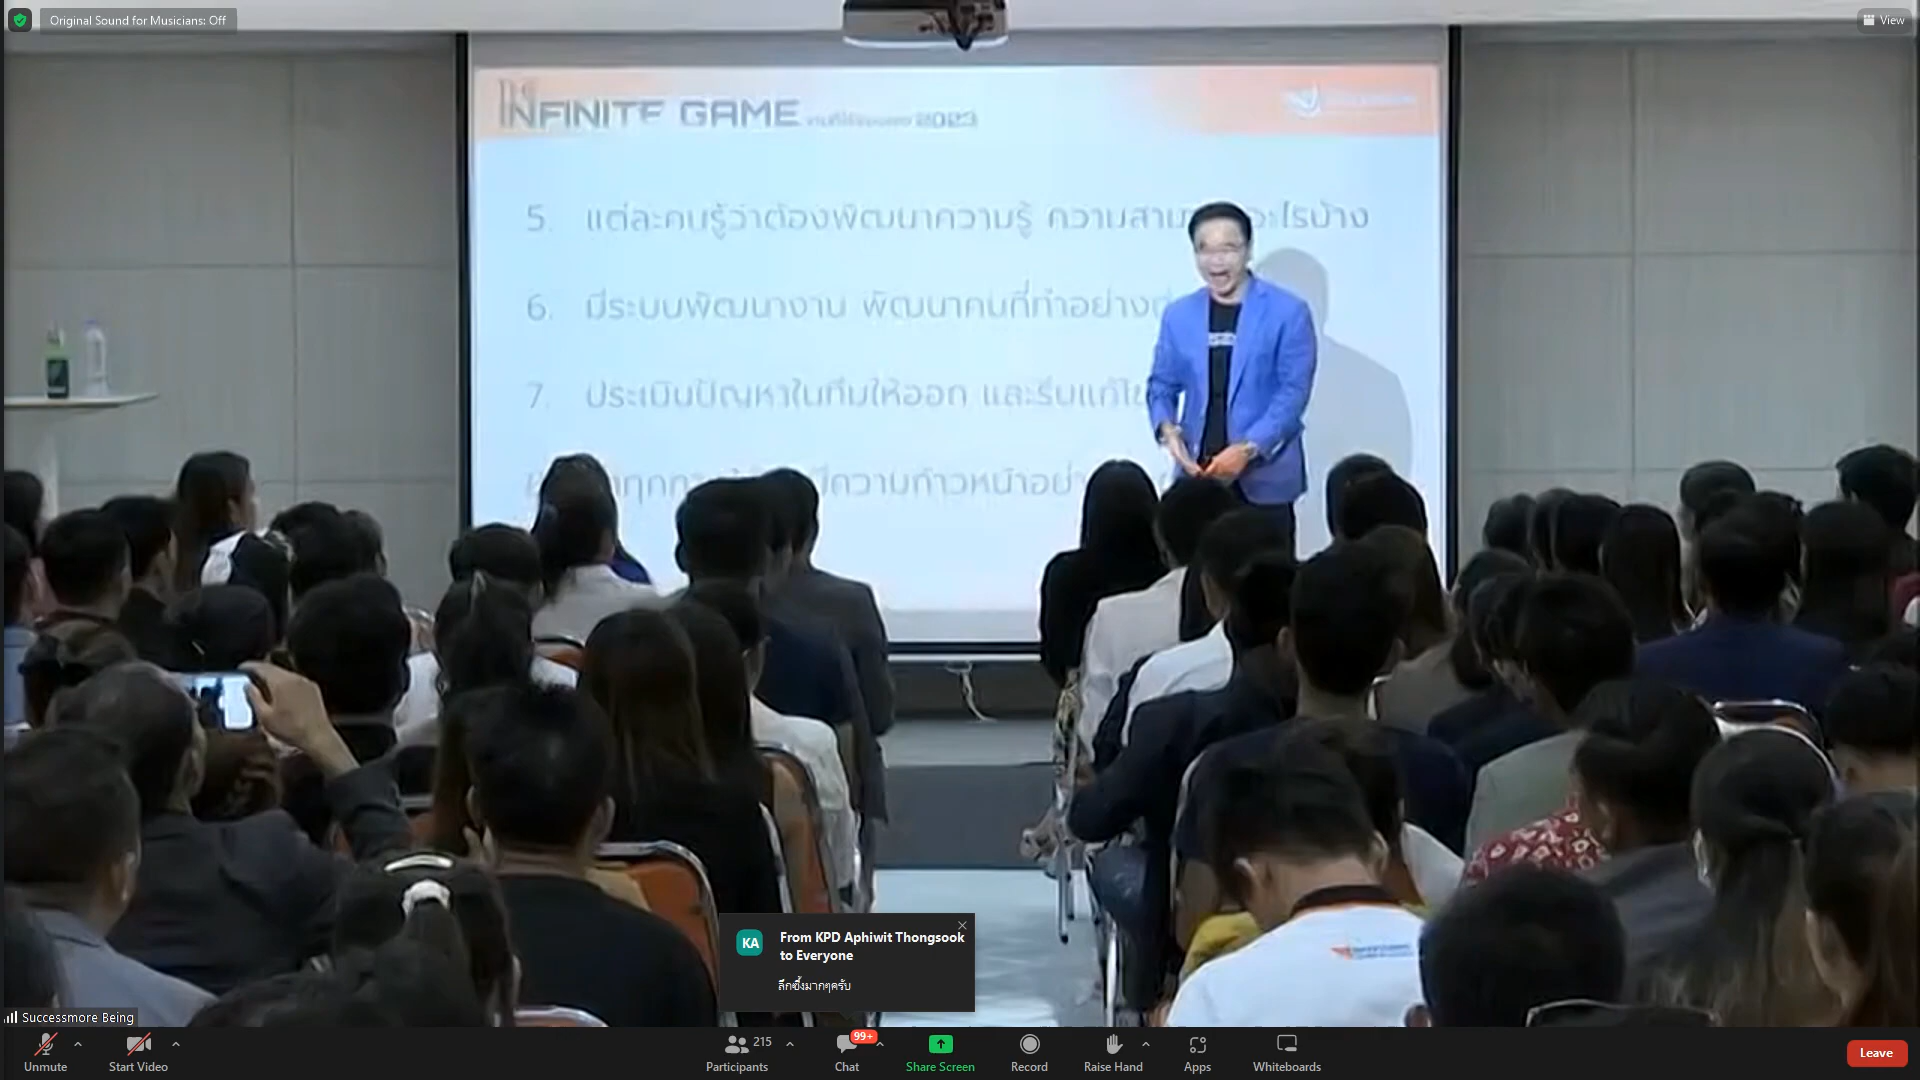 Original Sound for Musicians: Off
View
INFINITE GAME
2023
5. แต่ละคนรู้ว่าต้องพัฒนาความรู้ อะไรบ้าง
6. มีระบบพัฒนางาน พัฒนาคนที่ทำอย่าง
7. ประเมินปัญหาในทีมให้ออก และรีบแก้ไข
มีความก้าวหน้า
From KPD Aphiwit Thongsook
KA
to Everyone
ลึกซึ้งมากๆครับ
Successmore Being
Unmute
Start Video
215
Participants
99+
Chat
Share Screen
Record
Raise Hand
Apps
Whiteboards
Leave